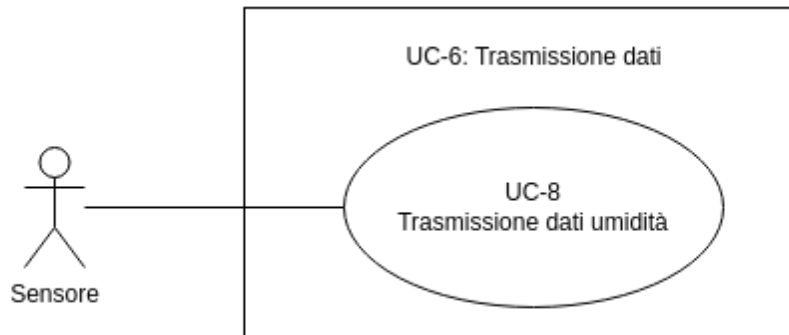 UC-6: Trasmissione dati
UC-8
Trasmissione dati umidità
Sensore